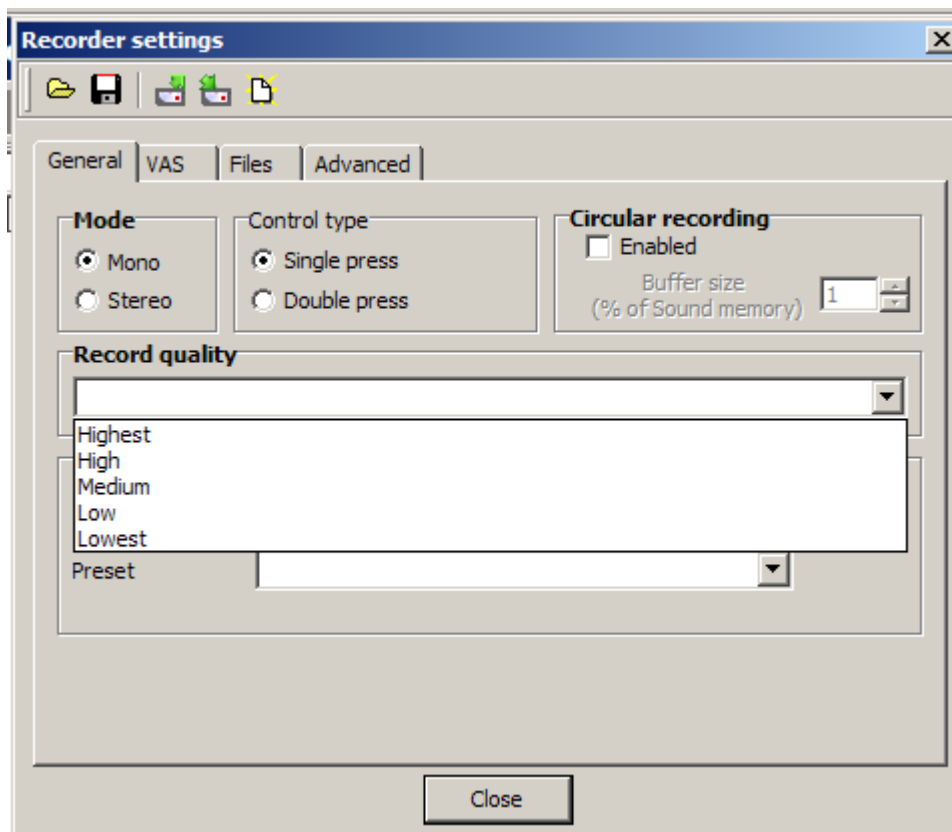 Recorder settings
General VAS Files Advanced
Mode
Mono
Stereo
Control type
Single press
Double press
Circular recording
Enabled
Buffer size
(% of Sound memory)
1
Record quality
Highest
High
Medium
Low
Lowest
Preset
Close